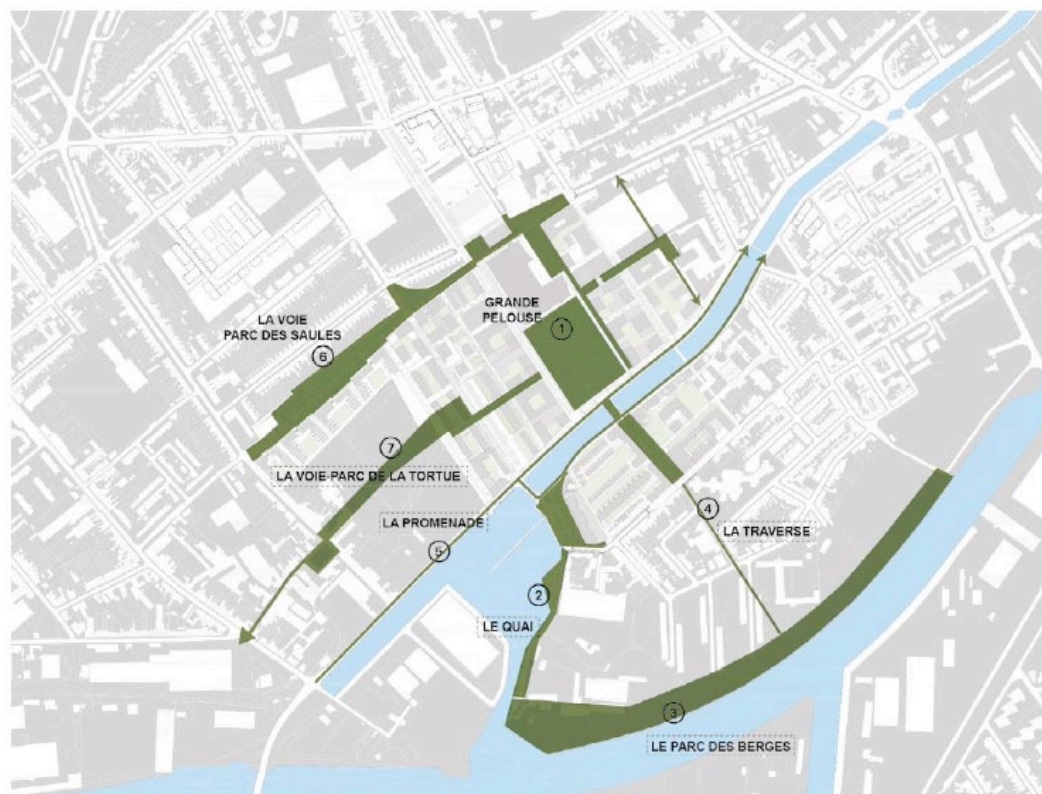 GRANDE
PELOUSE
1
LA VOIE
PARC DES SAULES
6
7
LA VOIE-PARC DE LA TORTUE
LA PROMENADE
5
4
LA TRAVERSE
2
LE QUAI
3
LE PARC DES BERGES